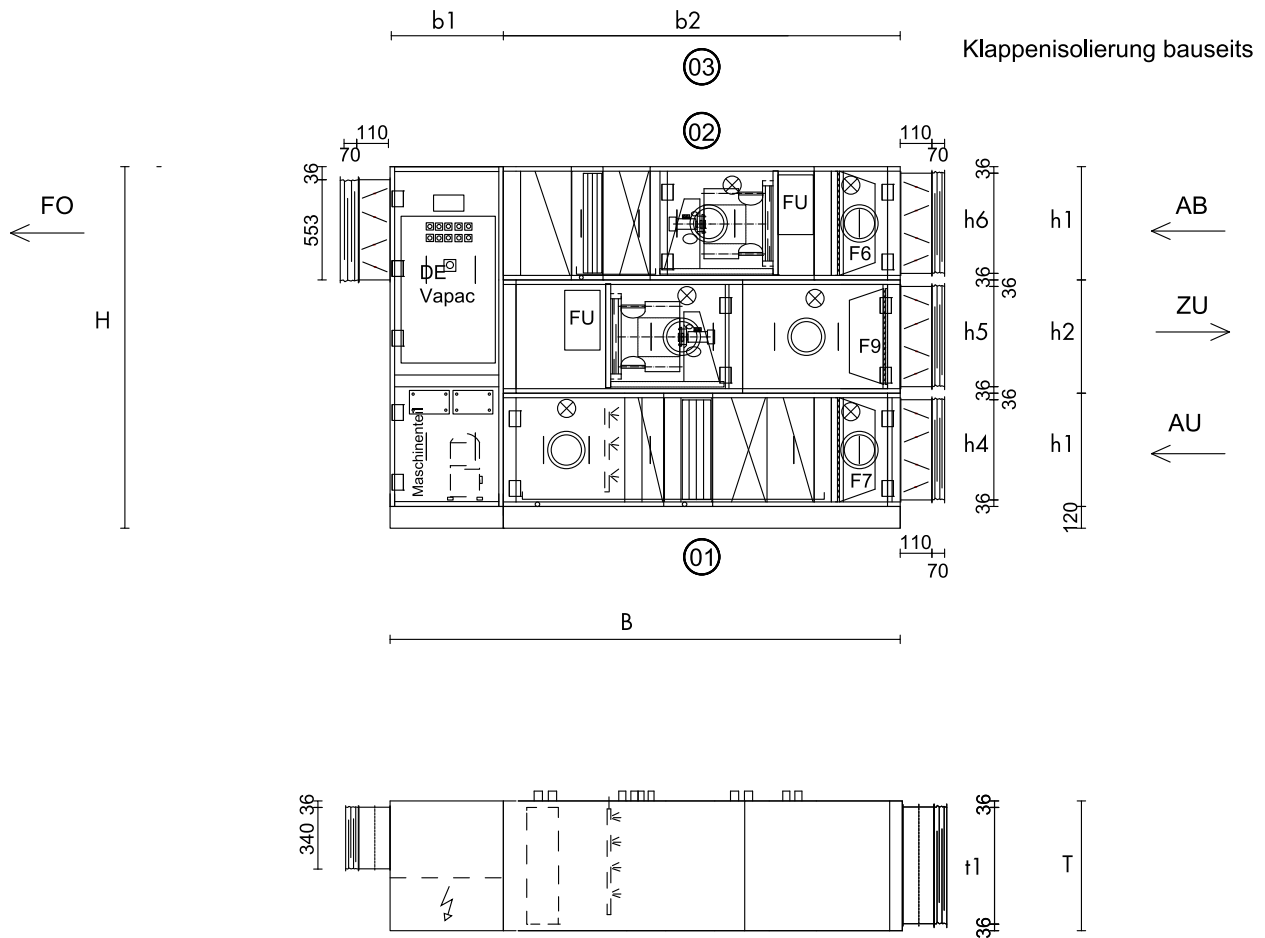 b1
b2
Klappenisolierung bauseits
03
02
110
70
36
553
FO
H
110
70
36
h6
h1
AB
36
36
FU
F6
DE
Vapac
FU
F9
h5
h2
ZU
36
36
Maschinenteil
F7
h4
h1
AU
36
120
01
110
70
B
36
340
36
t1
T
36